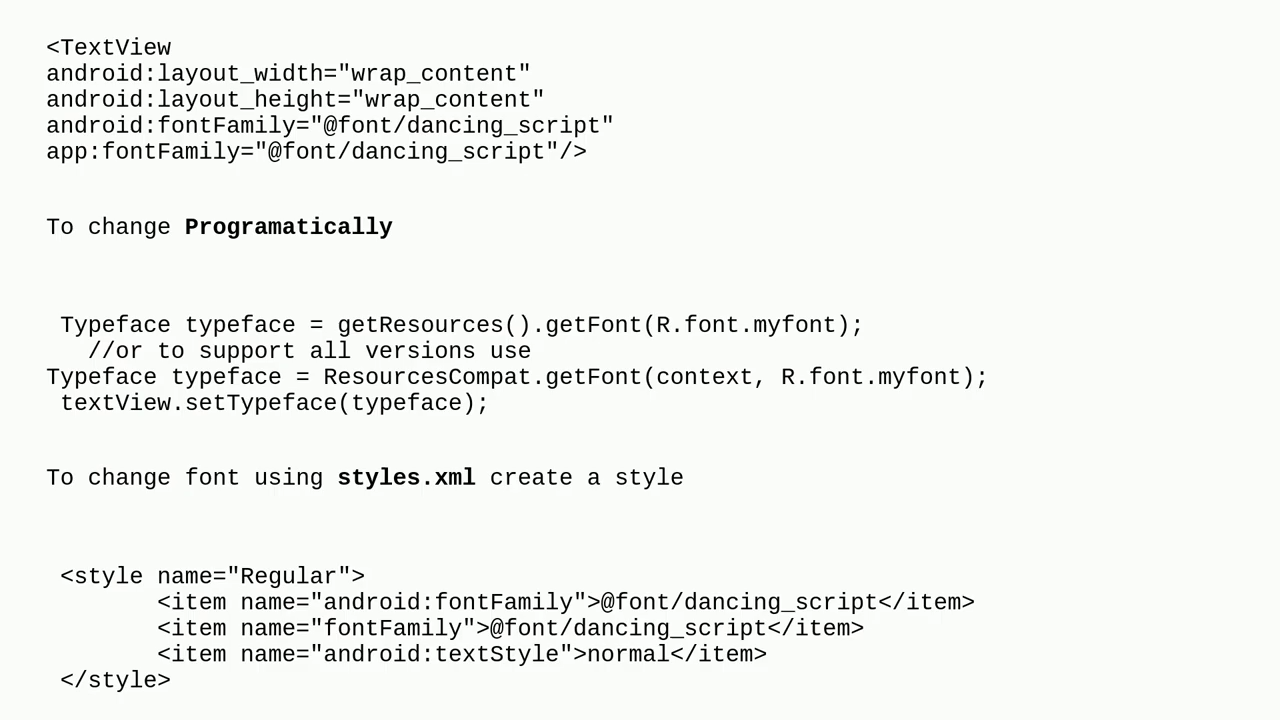 <TextView
android:layout_width="wrap_content"
android:layout_height="wrap_content"
android:fontFamily="@font/dancing_script"
app:fontFamily="@font/dancing_script"/>
To change Programatically
Typeface typeface = getResources().getFont(R.font.myfont);
//or to support all versions use
Typeface typeface = ResourcesCompat.getFont(context, R.font.myfont);
textView.setTypeface(typeface);
To change font using styles.xml create a style
<style name="Regular">
<item name="android:fontFamily">@font/dancing_script</item>
<item name="fontFamily">@font/dancing_script</item>
<item name="android:textStyle">normal</item>
</style>